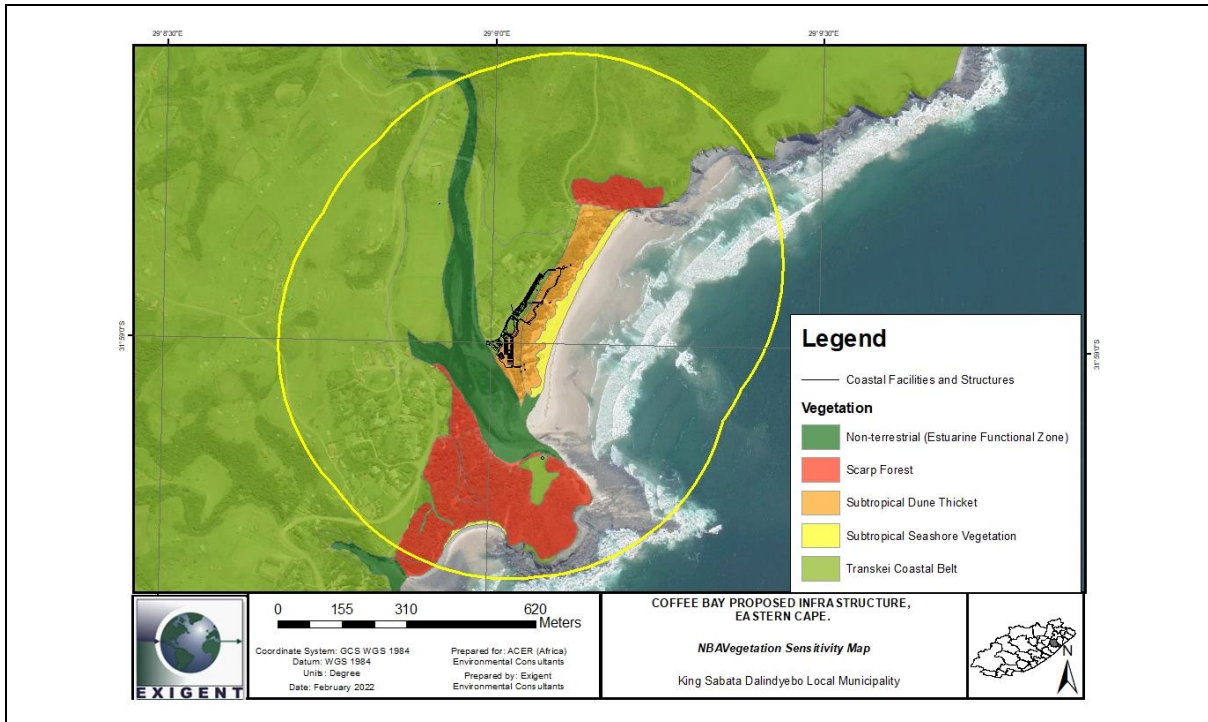 29°8'30"E
29°9'0"E
29°9'30"E
31°59'0"S
31°59'0"S
Legend
Coastal Facilities and Structures
Vegetation
Non-terrestrial (Estuarine Functional Zone)
Scarp Forest
Subtropical Dune Thicket
Subtropical Seashore Vegetation
Transkei Coastal Belt
EXIGENT
0 155 310 620
Meters
Coordinate System: GCS WGS 1984
Datum: WGS 1984
Units: Degree
Date: February 2022
Prepared for: ACER (Africa)
Environmental Consultants
Prepared by: Exigent
Environmental Consultants
COFFEE BAY PROPOSED INFRASTRUCTURE,
EASTERN CAPE.
NBAVegetation Sensitivity Map
King Sabata Dalindyebo Local Municipality
N